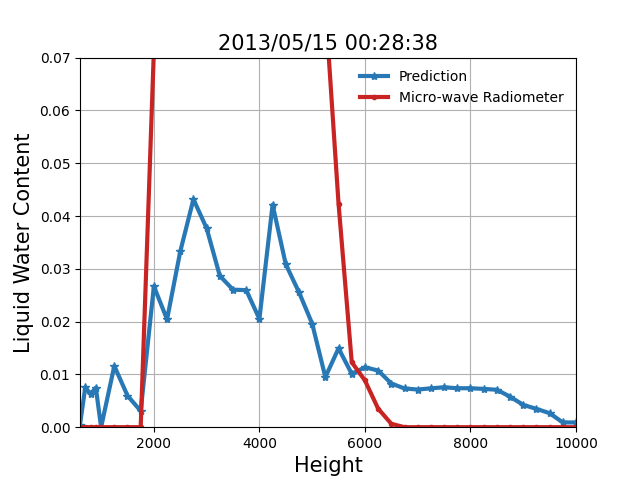 2013/05/15 00:28:38
0.07
0.06
0.05
0.04
0.03
0.02
0.01
0.00
Liquid Water Content
Prediction
Micro-wave Radiometer
2000 4000 6000 8000 10000
Height